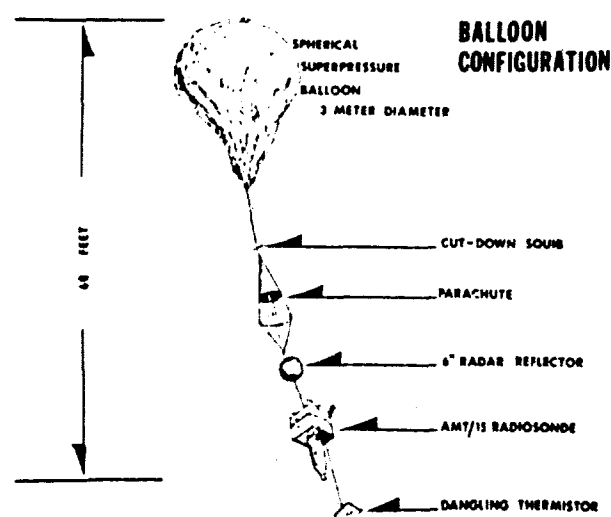 BALLOON
CONFIGURATION
SPHERICAL
SUPERPRESSURE
BALLOON
3 METER DIAMETER
FEET
CUT-DOWN SQUIB
PARACHUTE
6" RADAR REFLECTOR
AMT/15 RADIOSONDE
DANGLING THERMISTOR